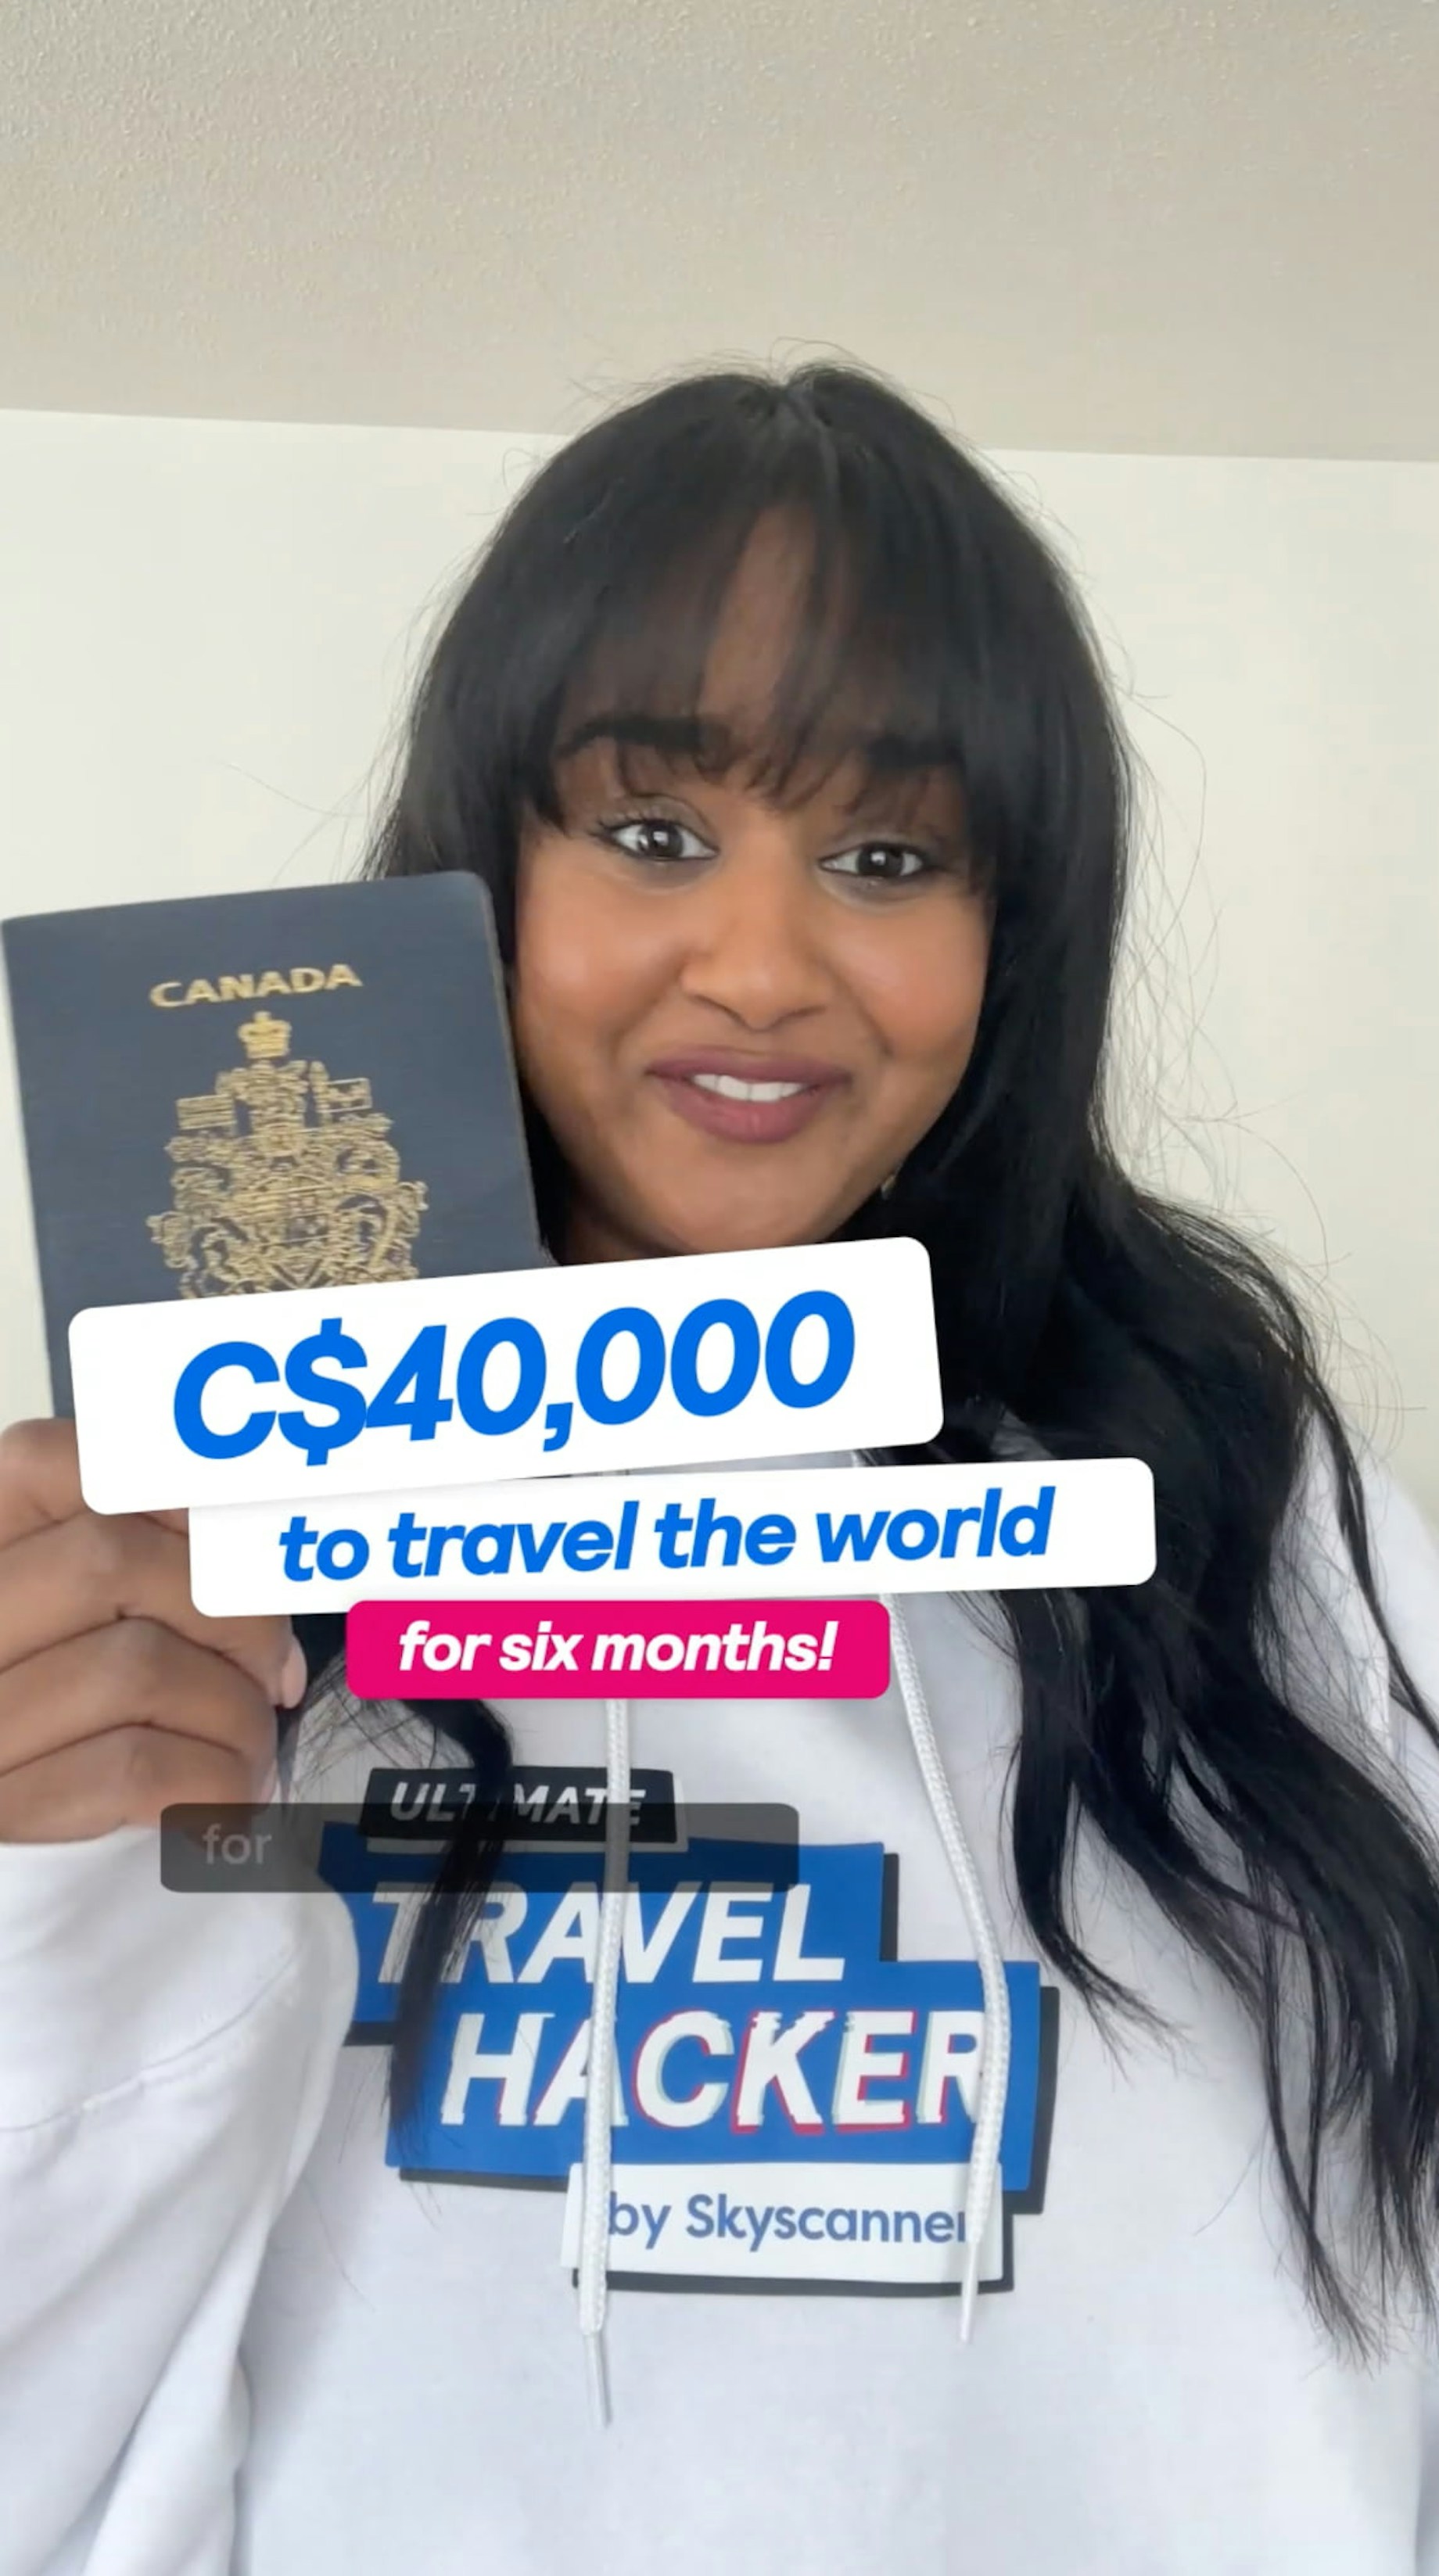 CANADA
C$40,000
to travel the world
for six months!
ULTIMATE
for
TRAVEL
HACKER
by Skyscanner